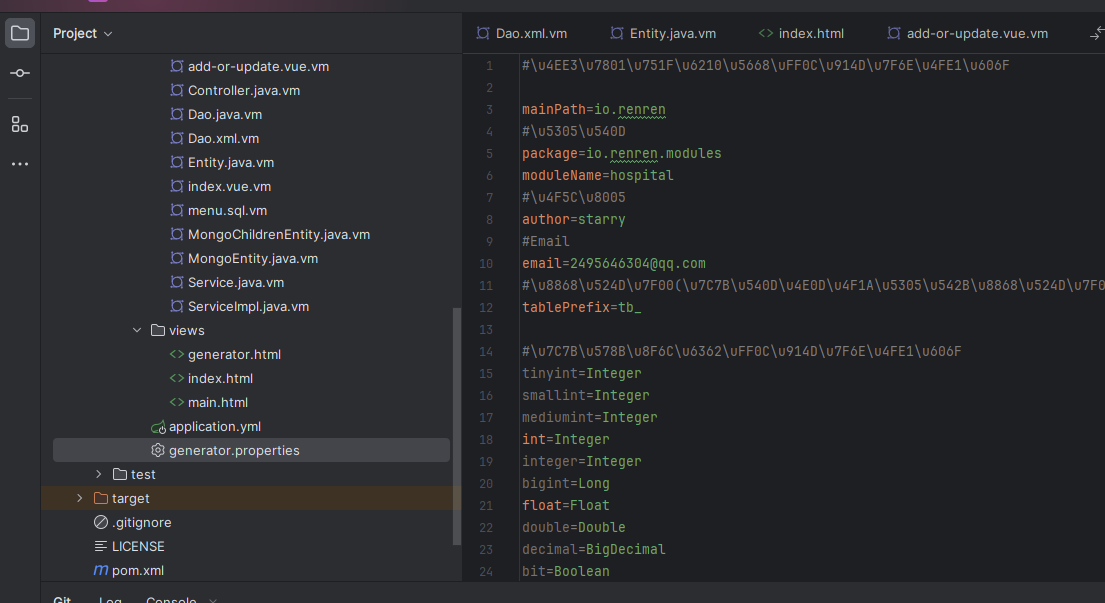 Project
add-or-update.vue.vm
Controller.java.vm
Dao.java.vm
Dao.xml.vm
Entity.java.vm
index.vue.vm
menu.sql.vm
MongoChildrenEntity.java.vm
MongoEntity.java.vm
Service.java.vm
ServiceImpl.java.vm
views
generator.html
index.html
main.html
application.yml
generator.properties
test
target
.gitignore
LICENSE
pom.xml
Dao.xml.vm Entity.java.vm index.html add-or-update.vue.vm
1 #\u4EE3\u7801\u751F\u6210\u5668\uFF0C\u914D\u7F6E\u4FE1\u606F
2
3 mainPath=io.renren
4 #\u5305\u540D
5 package=io.renren.modules
6 moduleName=hospital
7 #\u4F5C\u8005
8 author=starry
9 #Email
10 email=2495646304@qq.com
11 #\u8868\u524D\u7F00(\u7C7B\u540D\u4E0D\u4F1A\u5305\u542B\u8868\u524D\u7F0
12 tablePrefix=tb_
13
14 #\u7C7B\u578B\u8F6C\u6362\uFF0C\u914D\u7F6E\u4FE1\u606F
15 tinyint=Integer
16 smallint=Integer
17 mediumint=Integer
18 int=Integer
19 integer=Integer
20 bigint=Long
21 float=Float
22 double=Double
23 decimal=BigDecimal
24 bit=Boolean
Git Log Console